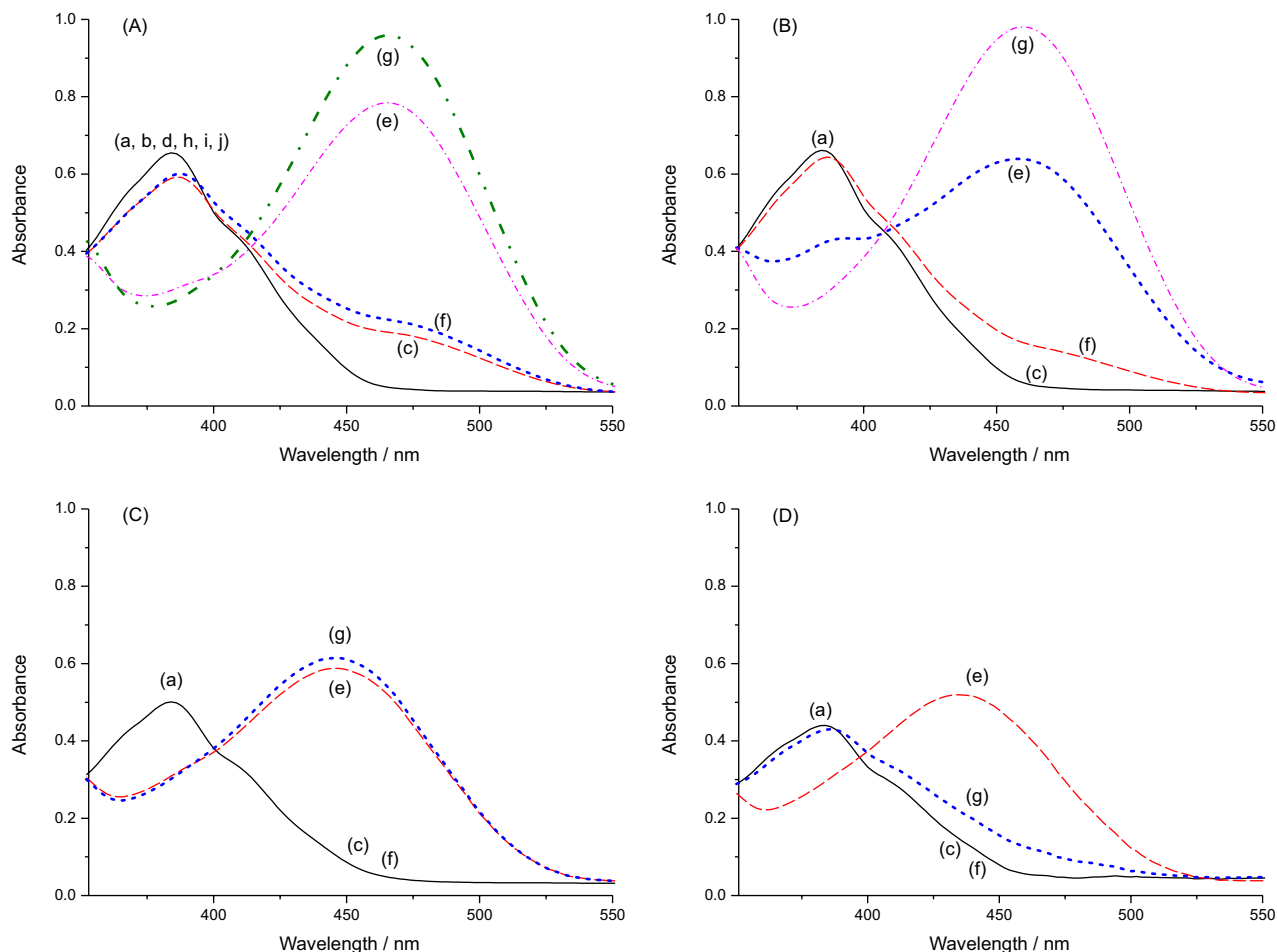 (A)
1.0
0.8
0.6
0.4
0.2
0.0
Absorbance
(g)
(e)
(a, b, d, h, i, j)
(f)
(c)
400
450
500
550
Wavelength / nm
(B)
1.0
0.8
0.6
0.4
0.2
0.0
Absorbance
(g)
(a)
(e)
(f)
(c)
400
450
500
550
Wavelength / nm
(C)
1.0
0.8
0.6
0.4
0.2
0.0
Absorbance
(g)
(a)
(e)
(c)
(f)
400
450
500
550
Wavelength / nm
(D)
1.0
0.8
0.6
0.4
0.2
0.0
Absorbance
(e)
(a)
(g)
(c)
(f)
400
450
500
550
Wavelength / nm